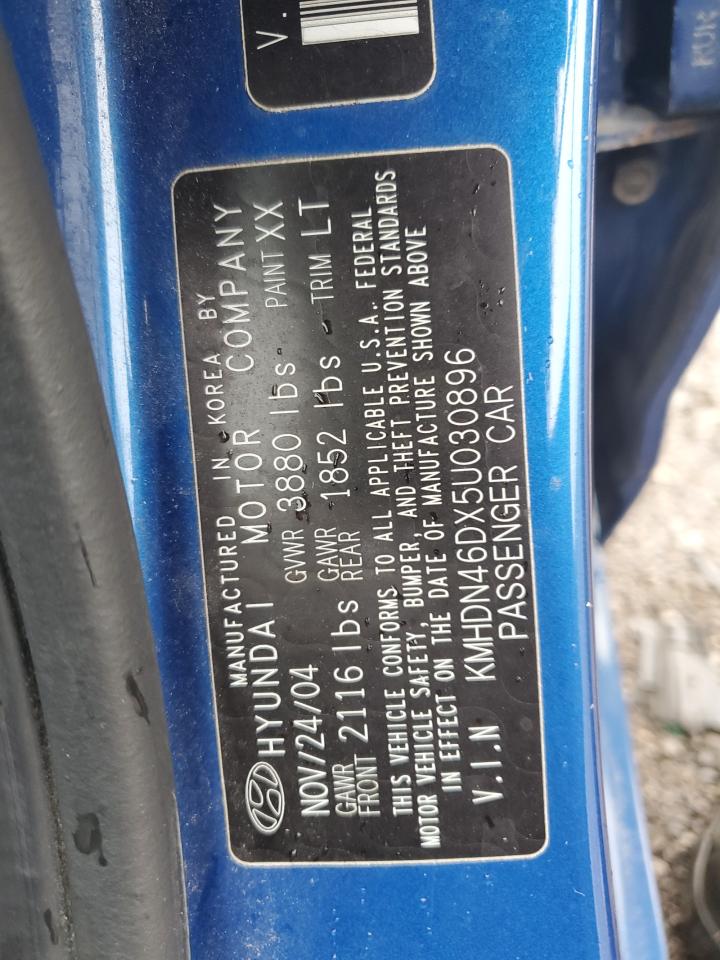 V.
MANUFACTURED IN KOREA BY
HYUNDAI MOTOR COMPANY
NOV/24/04 GVWR 3880 lbs PAINT XX
GAWR FRONT 2116 lbs GAWR REAR 1852 lbs TRIM LT
THIS VEHICLE CONFORMS TO ALL APPLICABLE U.S.A. FEDERAL
MOTOR VEHICLE SAFETY, BUMPER, AND THEFT PREVENTION STANDARDS
IN EFFECT ON THE DATE OF MANUFACTURE SHOWN ABOVE
V.I.N KMHDN46DX5U030896
PASSENGER CAR